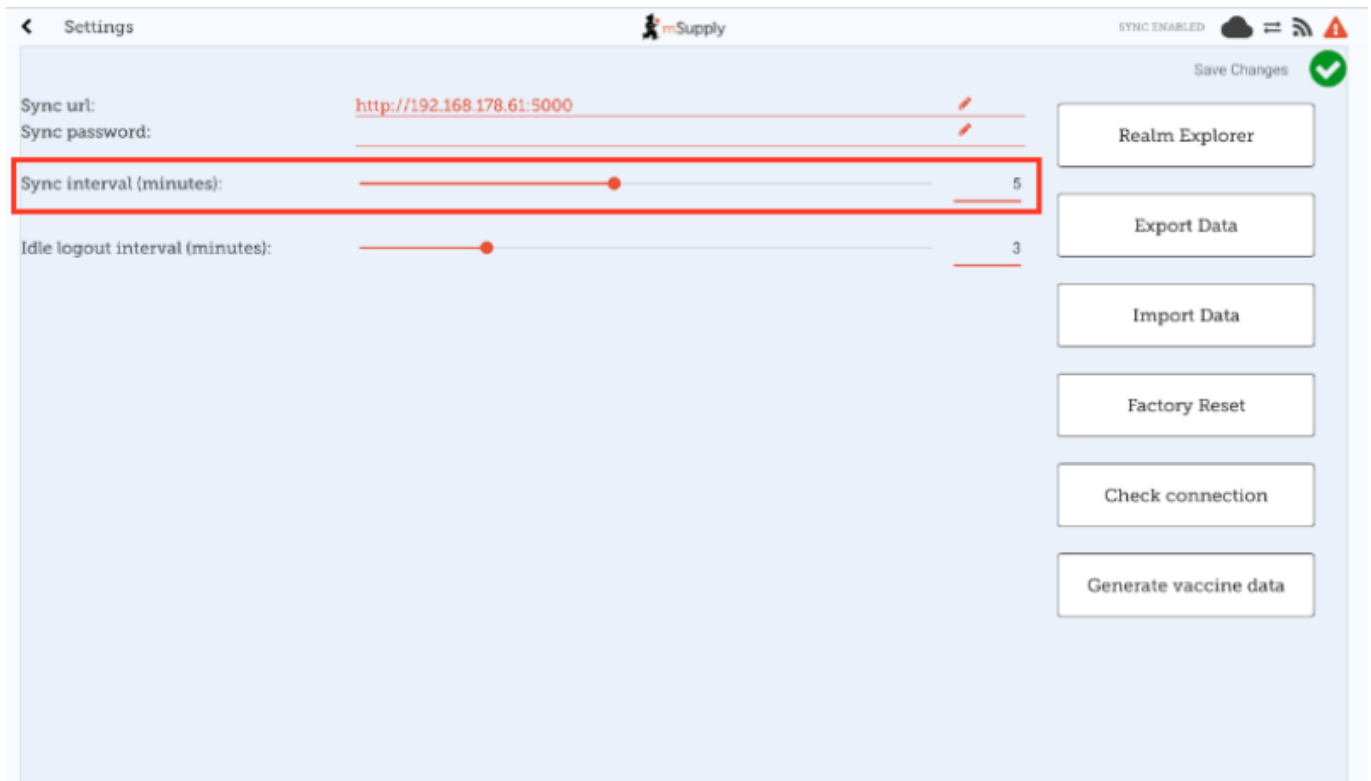 Settings
mSupply
SYNC ENABLED
Save Changes
Sync url: http://192.168.178.61:5000
Sync password:
Sync interval (minutes): 5
Idle logout interval (minutes): 3
Realm Explorer
Export Data
Import Data
Factory Reset
Check connection
Generate vaccine data